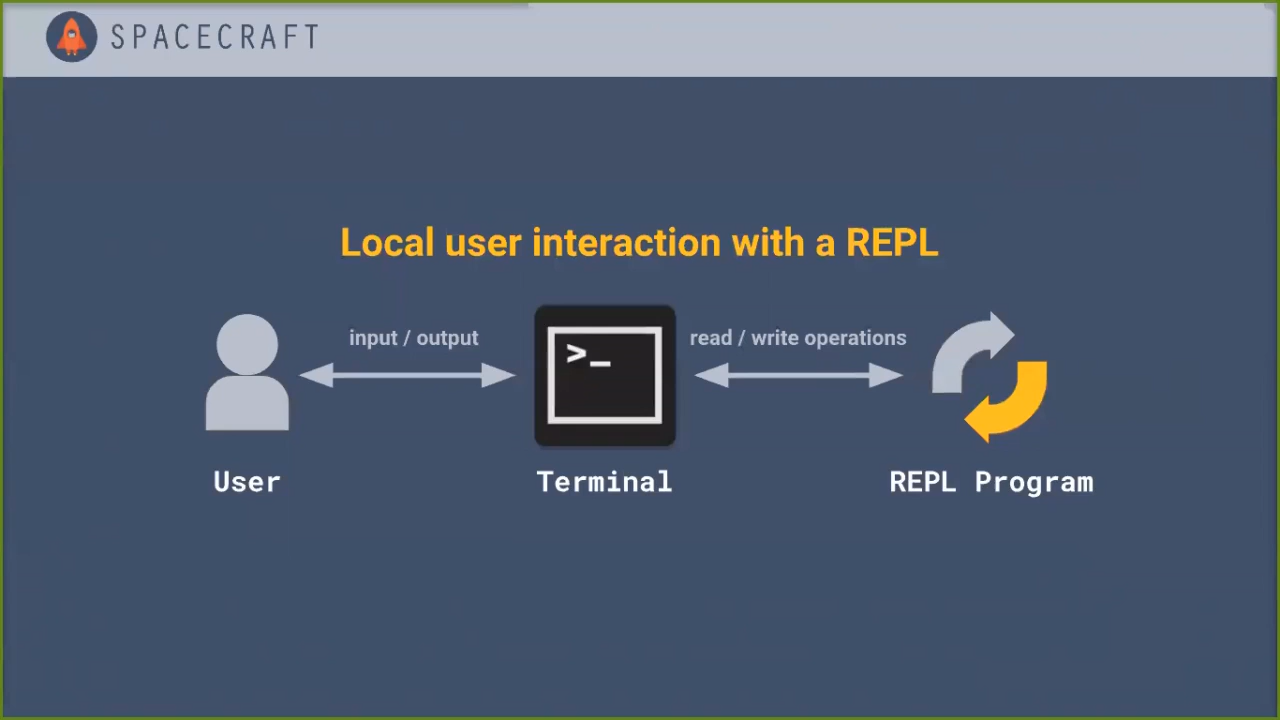 SPACECRAFT
Local user interaction with a REPL
input / output
>_
read / write operations
User
Terminal
REPL Program